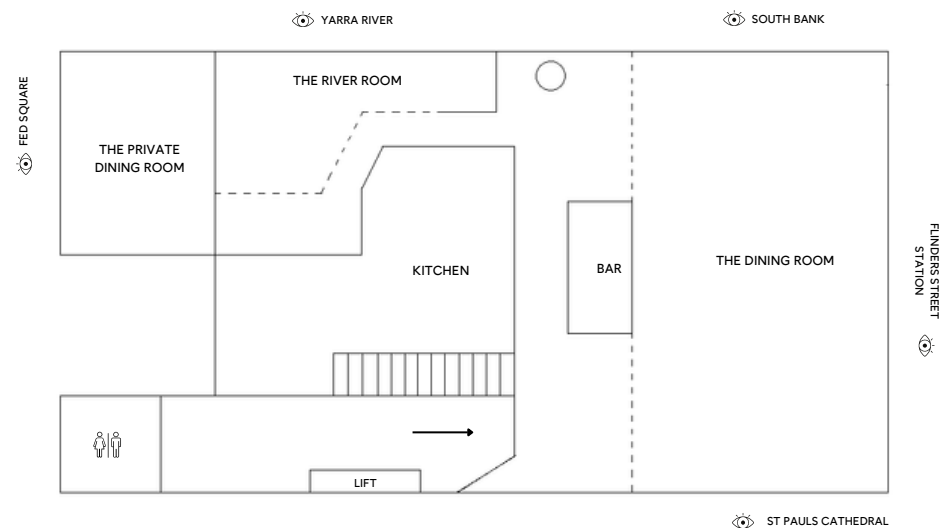 YARRA RIVER
SOUTH BANK
FED SQUARE
THE RIVER ROOM
THE PRIVATE
DINING ROOM
KITCHEN
BAR
THE DINING ROOM
FLINDERS STREET
STATION
LIFT
ST PAULS CATHEDRAL